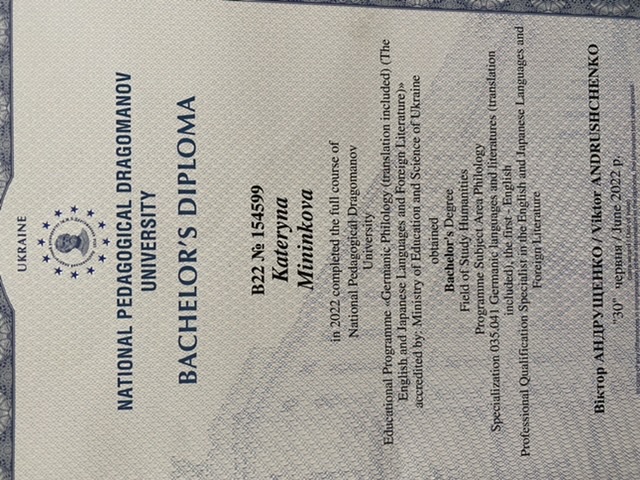 UKRAINE
NATIONAL PEDAGOGICAL DRAGOMANOV
UNIVERSITY
BACHELOR'S DIPLOMA
B22 № 154599
Kateryna
Mininkova
in 2022 completed the full course of
National Pedagogical Dragomanov
University
Educational Programme «Germanic Philology (translation included) (The
English and Japanese Languages and Foreign Literature)»
accredited by: Ministry of Education and Science of Ukraine
obtained
Bachelor's Degree
Field of Study Humanities
Programme Subject Area Philology
Specialization 035.041 Germanic languages and literatures (translation
included), the first - English
Professional Qualification Specialist in the English and Japanese Languages and
Foreign Literature
Віктор АНДРУЩЕНКО / Viktor ANDRUSHCHENKO
"30" червня / June 2022 р.